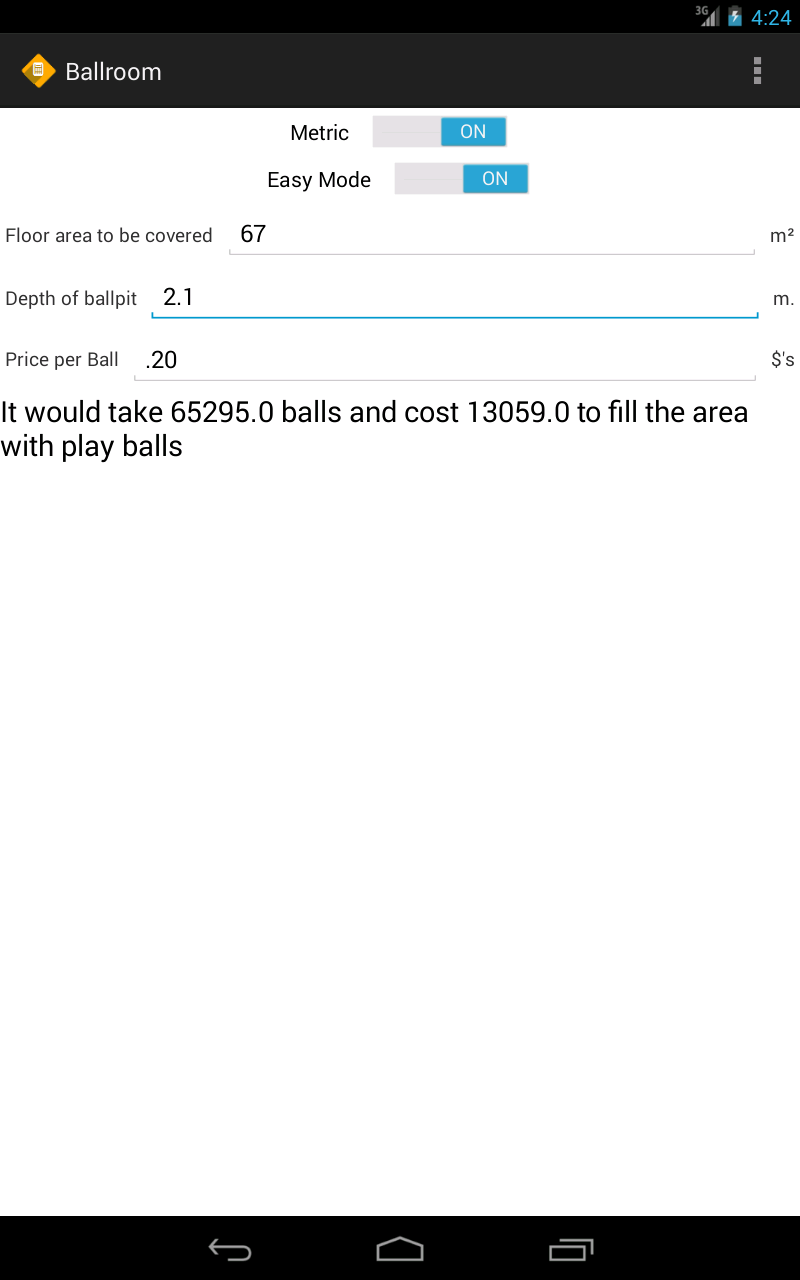 3G 4:24
Ballroom
Metric ON
Easy Mode ON
Floor area to be covered 67 m²
Depth of ballpit 2.1 m.
Price per Ball .20 $'s
It would take 65295.0 balls and cost 13059.0 to fill the area
with play balls